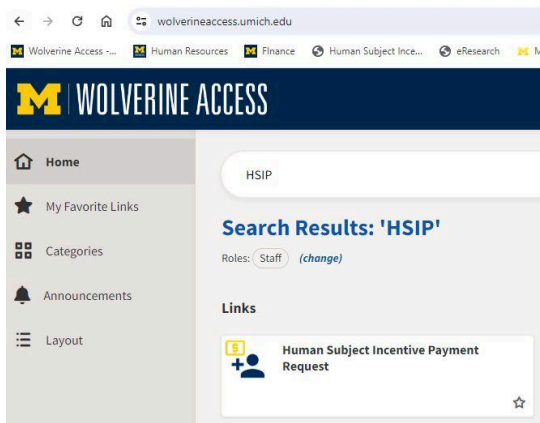 wolverineaccess.umich.edu
Wolverine Access -... Human Resources FInance Human Subject Ince... eResearch
M | WOLVERINE ACCESS
Home
HSIP
My Favorite Links
Search Results: 'HSIP'
Categories
Roles: Staff (change)
Announcements
Links
Layout
$
Human Subject Incentive Payment
Request